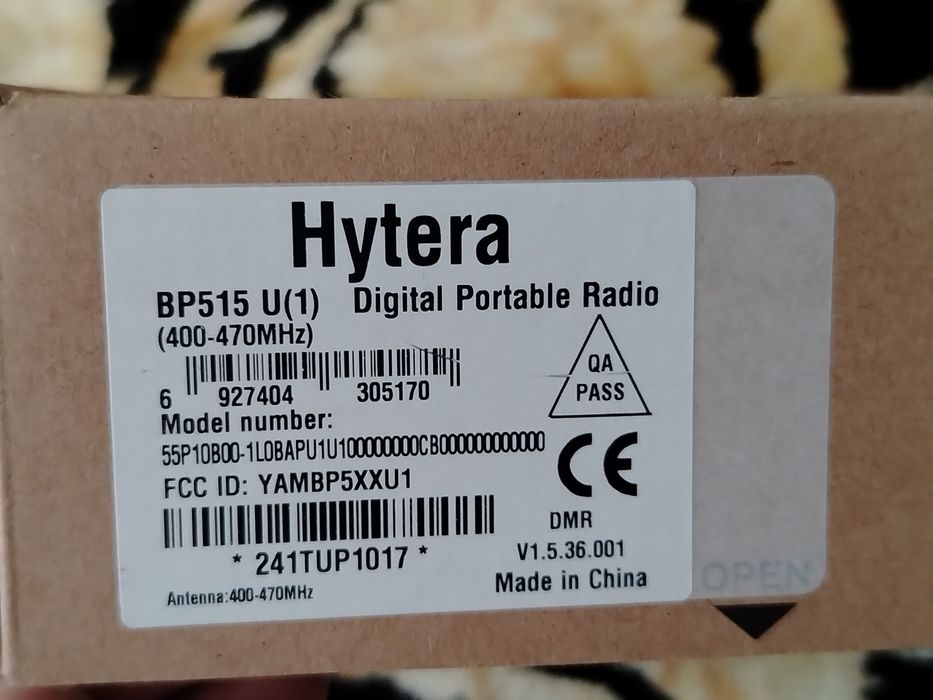 Hytera
BP515 U(1) Digital Portable Radio
(400-470MHz)
QA
PASS
6 927404 305170
Model number:
55P10B00-1L0BAPU1U100000000CB000000000000
FCC ID: YAMBP5XXU1
CE
DMR
* 241TUP1017 *
V1.5.36.001
Made in China
Antenna:400-470MHz
OPEN